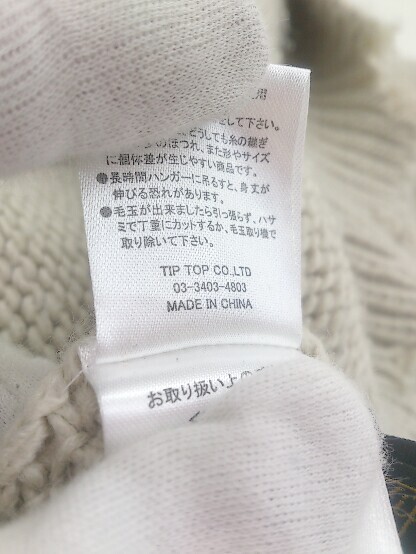 して下さい。
どうしても糸の継ぎ
のほつれ、また形やサイズ
に個体差が生じやすい商品です。
●長時間ハンガーに吊るすと、身丈が
伸びる恐れがあります。
●毛玉が出来ましたら引っ張らず、ハサ
ミで丁重にカットするか、毛玉取り機で
取り除いて下さい。
TIP TOP CO.LTD
03-3403-4803
MADE IN CHINA
お取り扱い上の